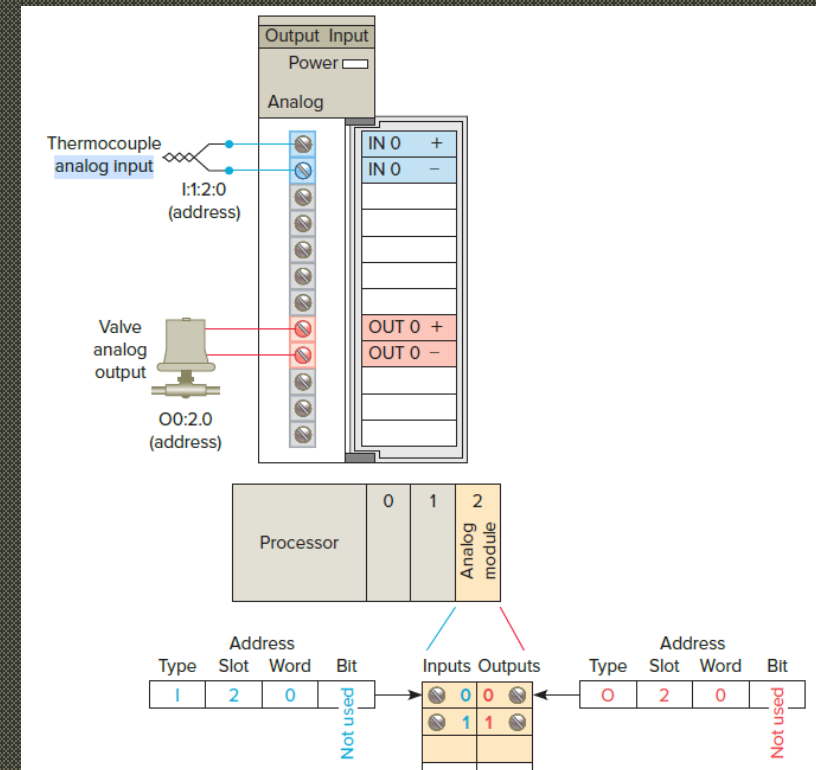 Output Input
Power
Analog
Thermocouple
analog input
I:1:2:0
(address)
IN 0 +
IN 0 −
Valve
analog
output
O0:2.0
(address)
OUT 0 +
OUT 0 −
Processor
0
1
2
Analog
module
Address
Type Slot Word Bit
I 2 0 Not used
Inputs Outputs
0 0
1 1
Address
Type Slot Word Bit
O 2 0 Not used